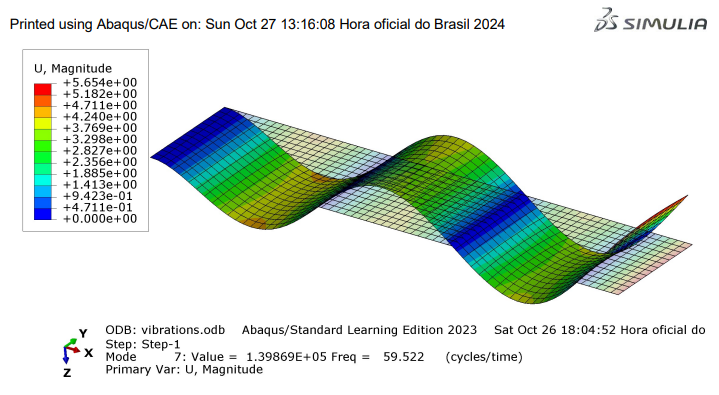 Printed using Abaqus/CAE on: Sun Oct 27 13:16:08 Hora oficial do Brasil 2024
SIMULIA
U, Magnitude
+5.654e+00
+5.182e+00
+4.711e+00
+4.240e+00
+3.769e+00
+3.298e+00
+2.827e+00
+2.356e+00
+1.885e+00
+1.413e+00
+9.423e-01
+4.711e-01
+0.000e+00
Y
X
Z
ODB: vibrations.odb Abaqus/Standard Learning Edition 2023 Sat Oct 26 18:04:52 Hora oficial do
Step: Step-1
Mode 7: Value = 1.39869E+05 Freq = 59.522 (cycles/time)
Primary Var: U, Magnitude